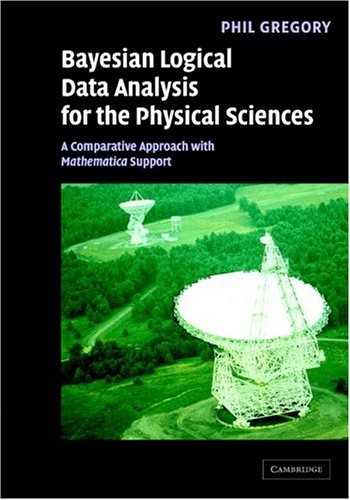 PHIL GREGORY
Bayesian Logical
Data Analysis
for the Physical Sciences
A Comparative Approach with
Mathematica Support
CAMBRIDGE